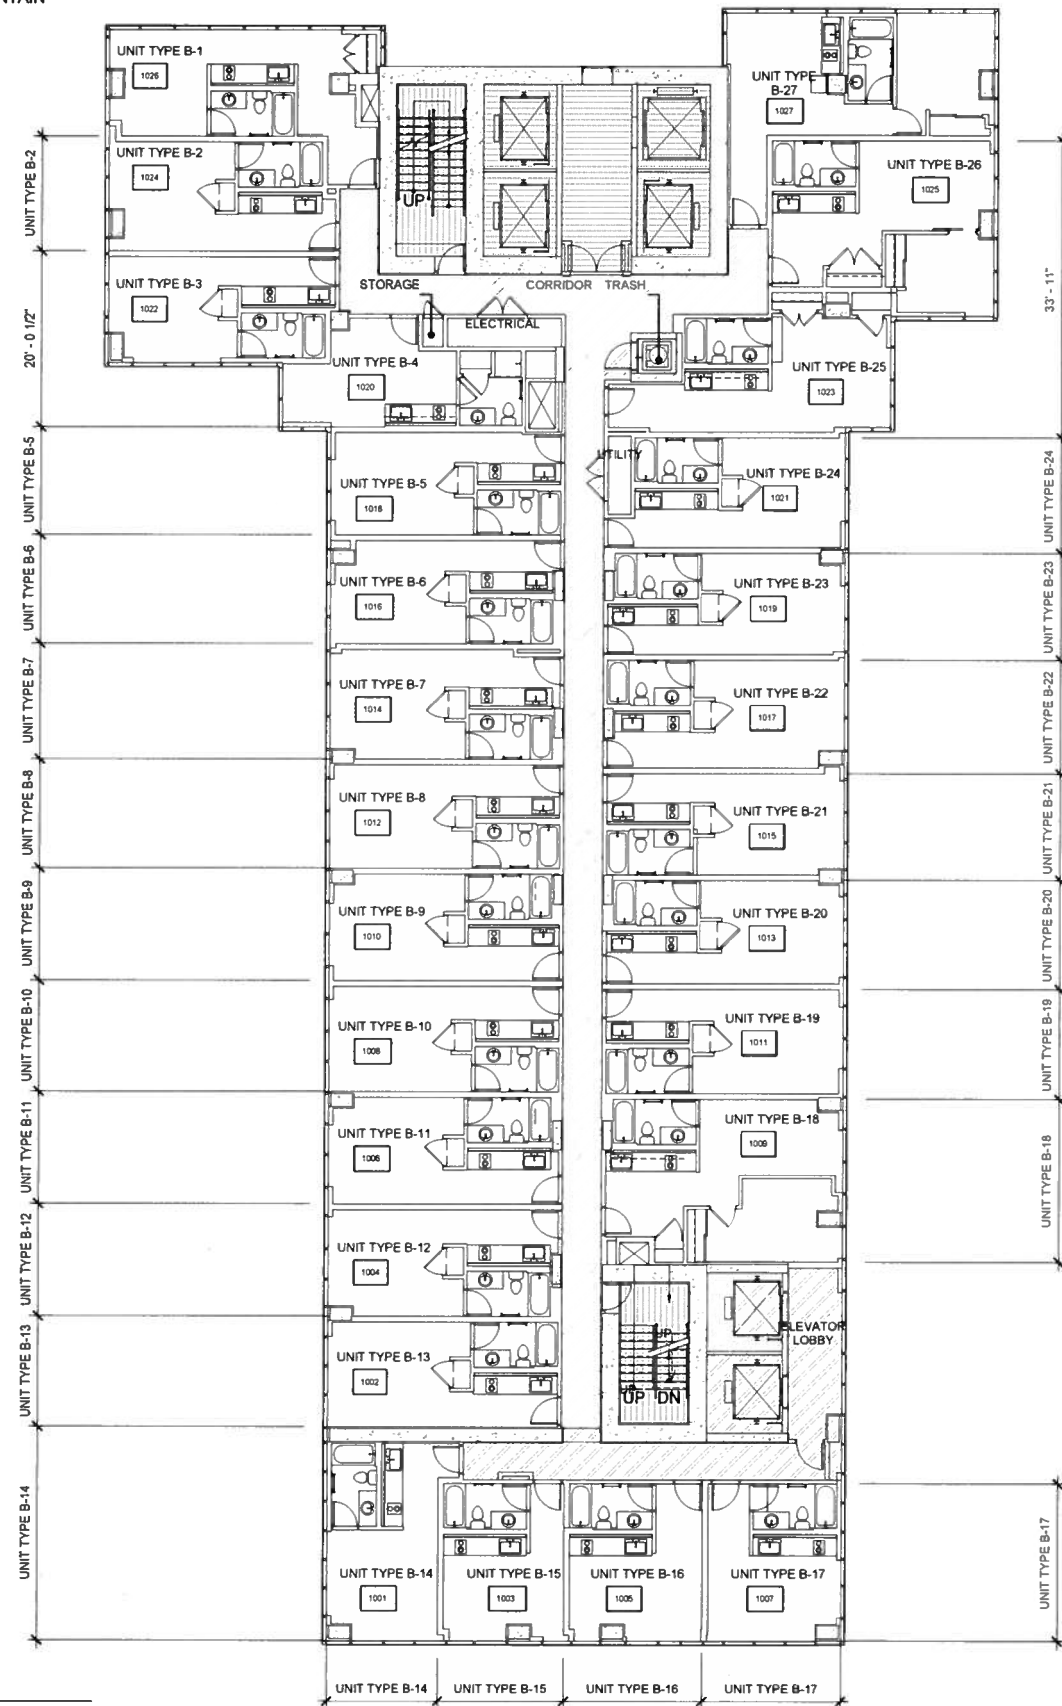 UNIT TYPE B-1
1026
UNIT TYPE
B-27
1027
UNIT TYPE B-2
1024
UNIT TYPE B-26
1025
UNIT TYPE B-2
UP
33' - 11"
UNIT TYPE B-3
1022
STORAGE
CORRIDOR TRASH
ELECTRICAL
20' - 0 1/2"
UNIT TYPE B-4
1020
UNIT TYPE B-25
1023
UNIT TYPE B-5
UTILITY
UNIT TYPE B-24
1021
UNIT TYPE B-24
UNIT TYPE B-5
1018
UNIT TYPE B-6
UNIT TYPE B-6
1016
UNIT TYPE B-23
1019
UNIT TYPE B-23
UNIT TYPE B-7
UNIT TYPE B-7
1014
UNIT TYPE B-22
1017
UNIT TYPE B-22
UNIT TYPE B-8
UNIT TYPE B-8
1012
UNIT TYPE B-21
1015
UNIT TYPE B-21
UNIT TYPE B-9
UNIT TYPE B-9
1010
UNIT TYPE B-20
1013
UNIT TYPE B-20
UNIT TYPE B-10
UNIT TYPE B-10
1008
UNIT TYPE B-19
1011
UNIT TYPE B-19
UNIT TYPE B-11
UNIT TYPE B-11
1006
UNIT TYPE B-18
1009
UNIT TYPE B-18
UNIT TYPE B-12
UNIT TYPE B-12
1004
UNIT TYPE B-13
UNIT TYPE B-13
1002
UP
ELEVATOR
LOBBY
UP DN
UNIT TYPE B-14
UNIT TYPE B-14
1001
UNIT TYPE B-15
1003
UNIT TYPE B-16
1005
UNIT TYPE B-17
1007
UNIT TYPE B-17
UNIT TYPE B-14
UNIT TYPE B-15
UNIT TYPE B-16
UNIT TYPE B-17